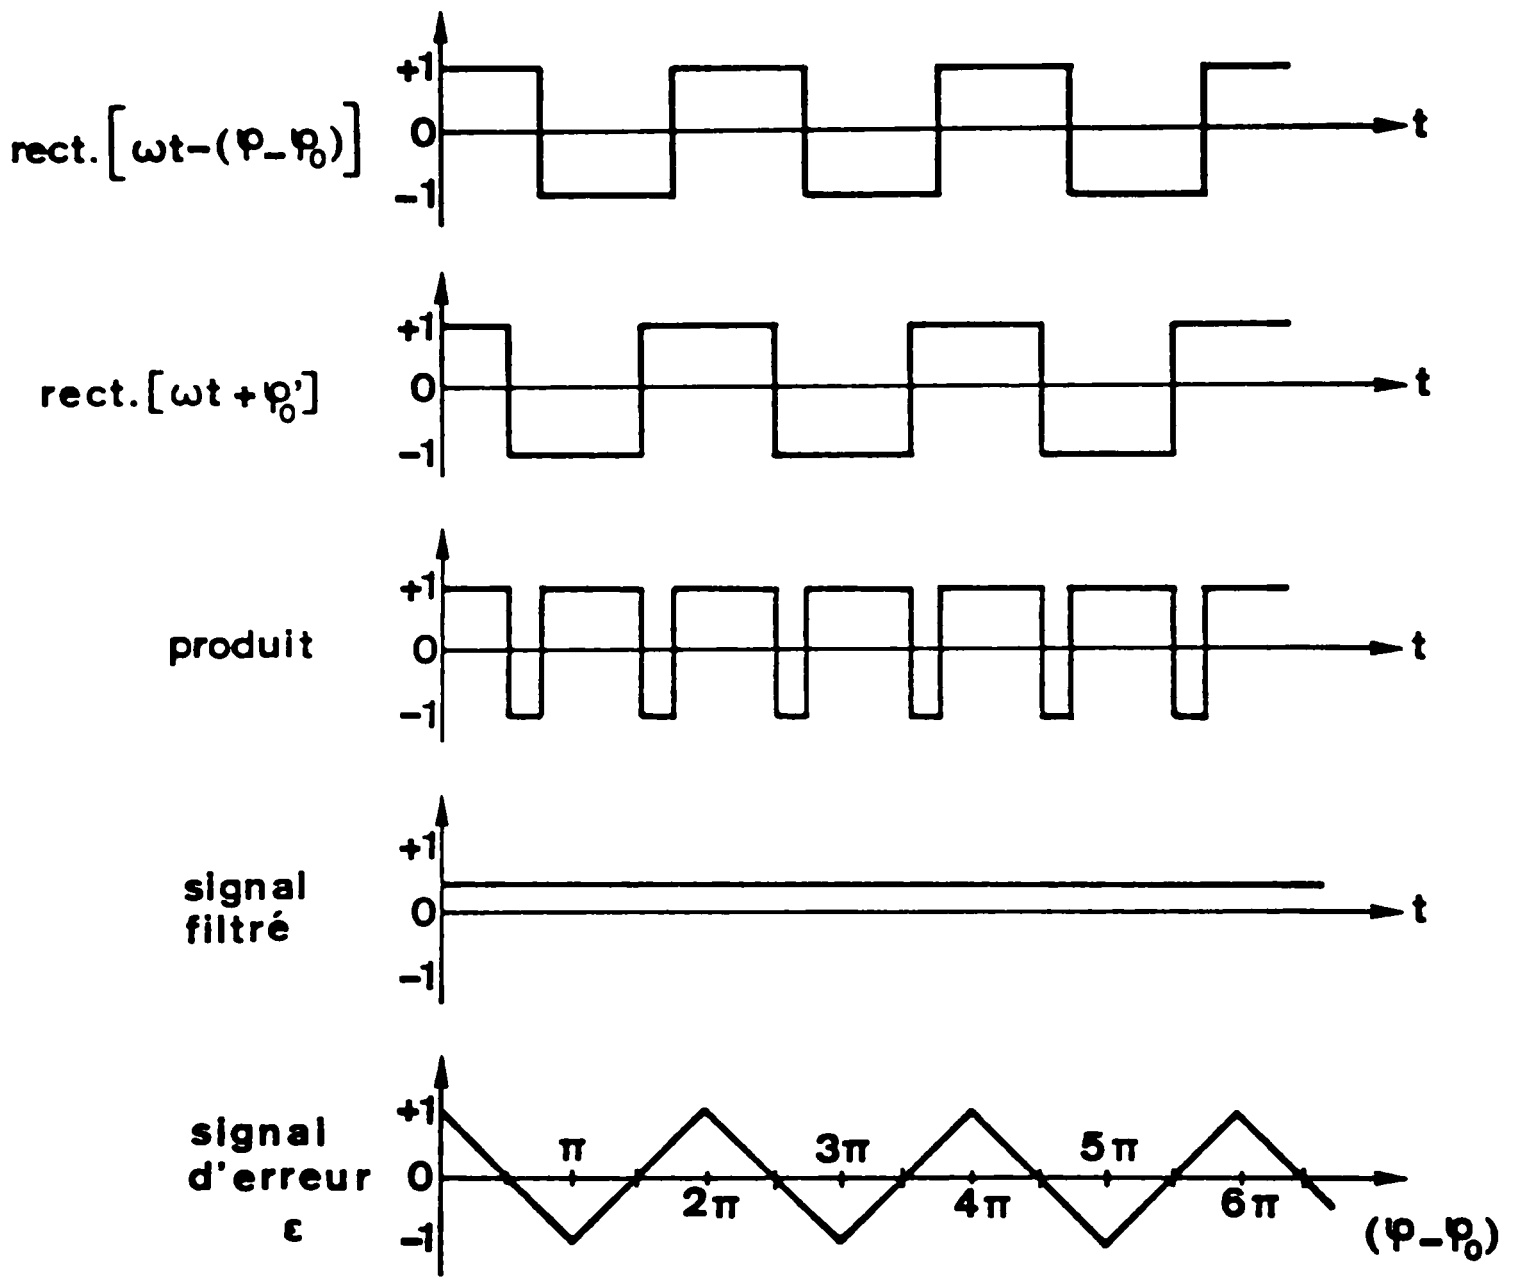 +1
rect.[ωt-(φ-φ₀)]
0
t
-1
+1
rect.[ωt+φ₀']
0
t
-1
+1
produit
0
t
-1
+1
signal
filtré
0
t
-1
+1
signal
d'erreur
ε
0
-1
π
3π
5π
2π
4π
6π
(φ-φ₀)